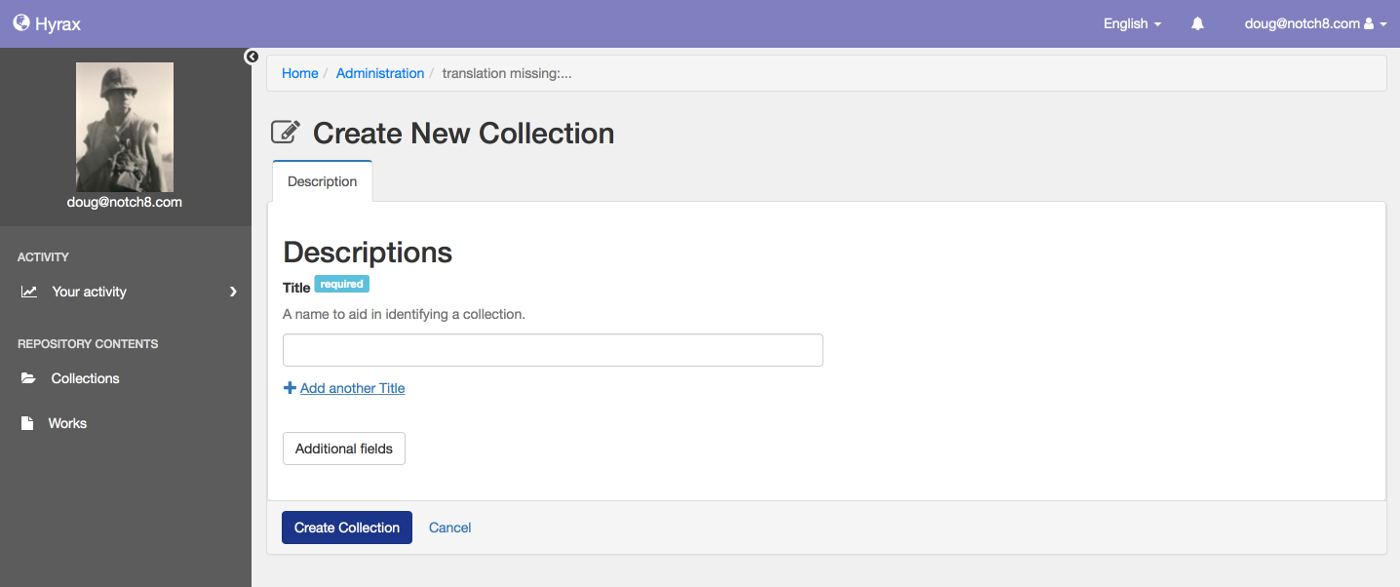 Hyrax
English
doug@notch8.com
doug@notch8.com
ACTIVITY
Your activity
REPOSITORY CONTENTS
Collections
Works
Home / Administration / translation missing:...
Create New Collection
Description
Descriptions
Title required
A name to aid in identifying a collection.
Add another Title
Additional fields
Create Collection
Cancel